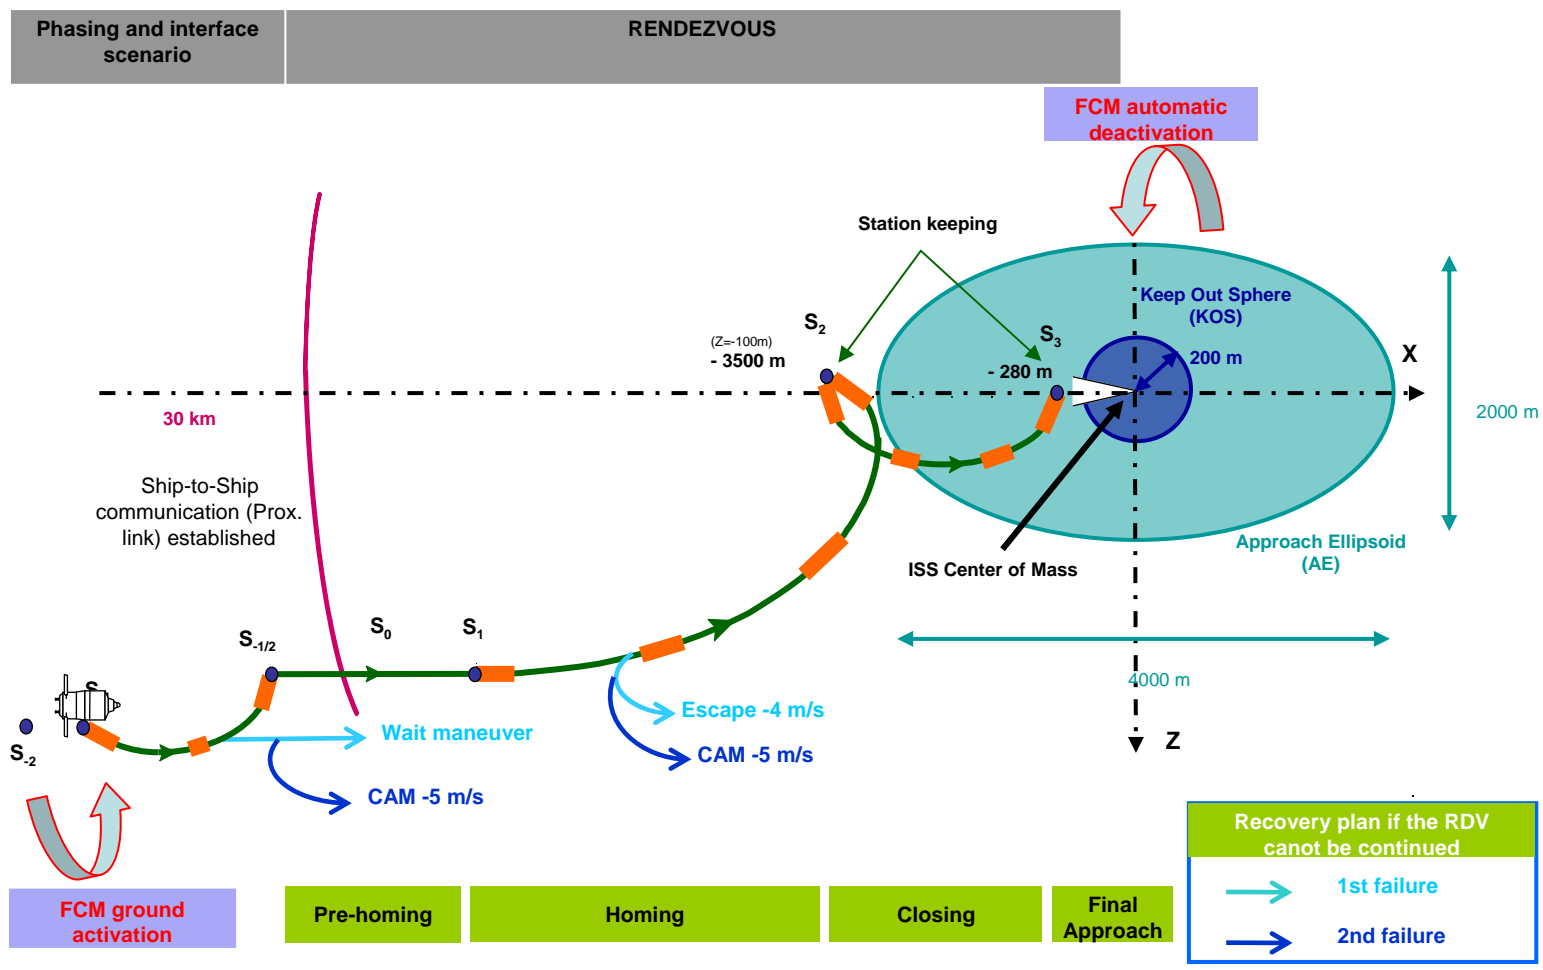 Phasing and interface
scenario
RENDEZVOUS
FCM automatic
deactivation
Station keeping
Keep Out Sphere
(KOS)
S2
S3
(Z=-100m)
- 3500 m
- 280 m
200 m
X
30 km
2000 m
Ship-to-Ship
communication (Prox.
link) established
Approach Ellipsoid
(AE)
ISS Center of Mass
S-1/2
S0
S1
4000 m
S-2
Escape -4 m/s
Wait maneuver
CAM -5 m/s
Z
CAM -5 m/s
Recovery plan if the RDV
canot be continued
1st failure
2nd failure
FCM ground
activation
Pre-homing
Homing
Closing
Final
Approach